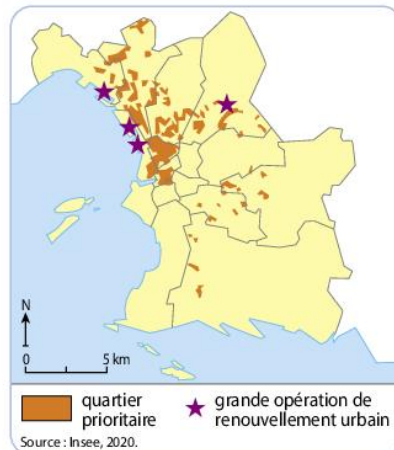 N
0 5 km
quartier
prioritaire
grande opération de
renouvellement urbain
Source : Insee, 2020.